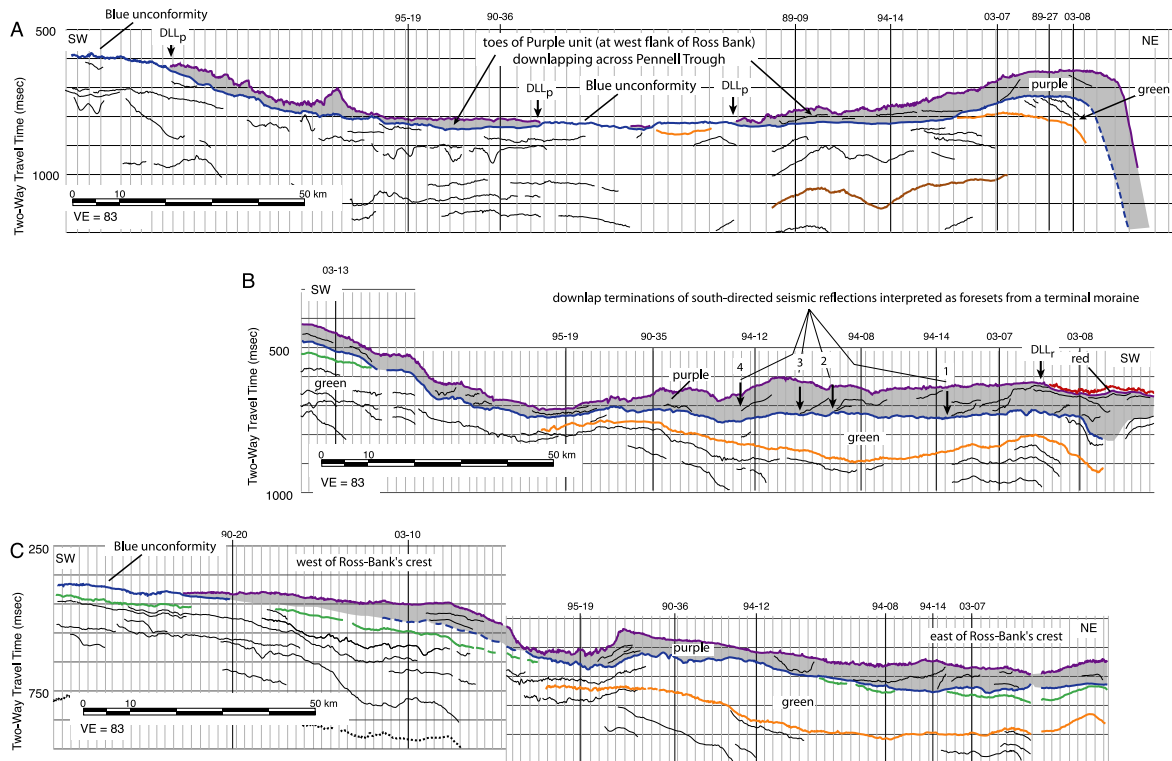 A
500
1000
Two-Way Travel Time (msec)
SW
Blue unconformity
DLLp
95-19
90-36
toes of Purple unit (at west flank of Ross Bank)
downlapping across Pennell Trough
DLLp
Blue unconformity
DLLp
89-09
94-14
03-07
89-27
03-08
NE
purple
green
0
10
50 km
VE = 83
B
500
1000
Two-Way Travel Time (msec)
03-13
SW
green
downlap terminations of south-directed seismic reflections interpreted as foresets from a terminal moraine
95-19
90-35
94-12
94-08
94-14
03-07
03-08
purple
4
3
2
1
DLLr
red
SW
green
0
10
50 km
VE = 83
C
250
750
Two-Way Travel Time (msec)
SW
Blue unconformity
90-20
03-10
west of Ross-Bank's crest
95-19
90-36
94-12
94-08
94-14
03-07
east of Ross-Bank's crest
NE
purple
green
0
10
50 km
VE = 83